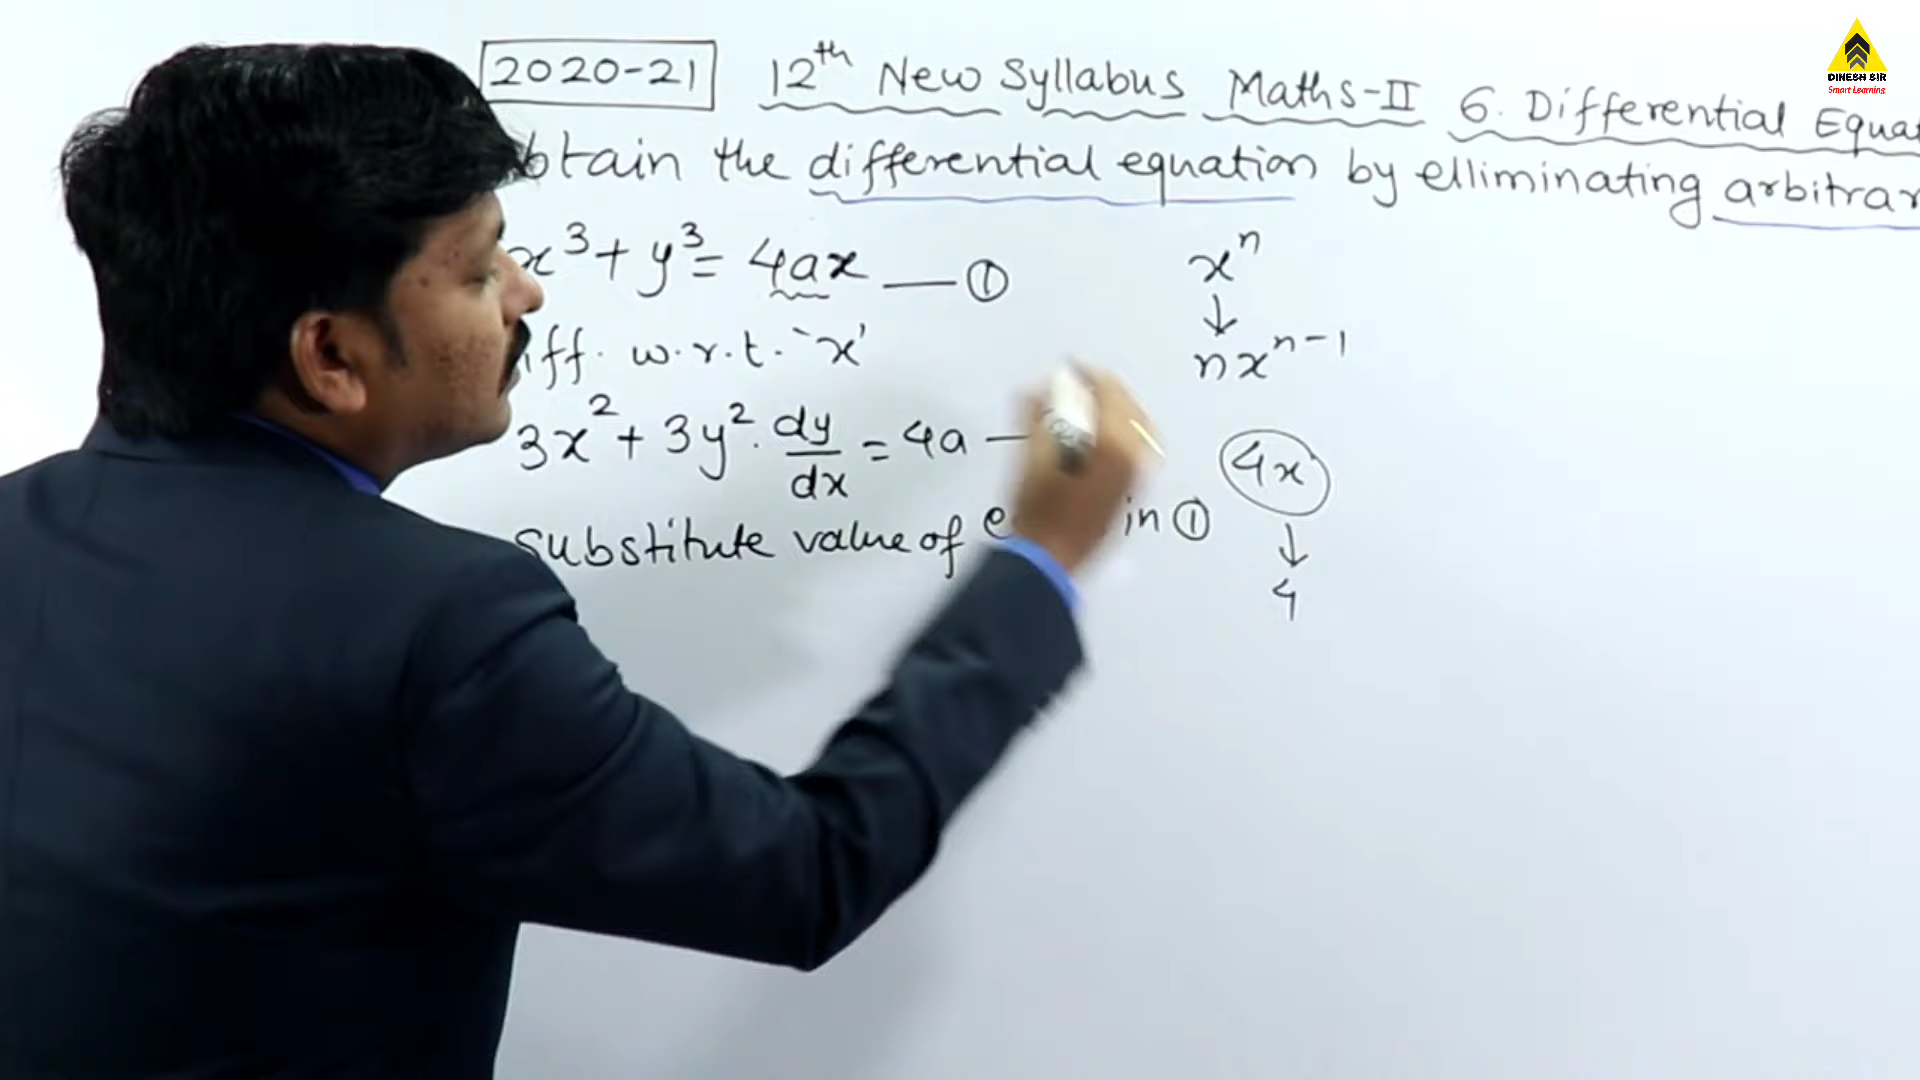 2020-21 12th New Syllabus Maths-II 6. Differential Equa
btain the differential equation by elliminating arbitrar
x³ + y³ = 4ax — ①
iff. w.r.t. `x'
3x² + 3y². dy/dx = 4a —
substitute value of in ①
xⁿ
↓
nxⁿ⁻¹
4x
↓
4
DINESH SIR
Smart Learning